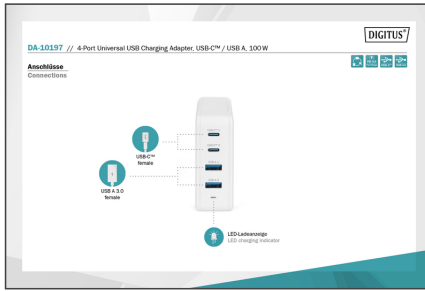 DIGITUS®
DA-10197 // 4-Port Universal USB Charging Adapter, USB-C™ / USB A, 100 W
Anschlüsse
Connections
USB-C™
female
USB A 3.0
female
LED-Ladeanzeige
LED charging indicator